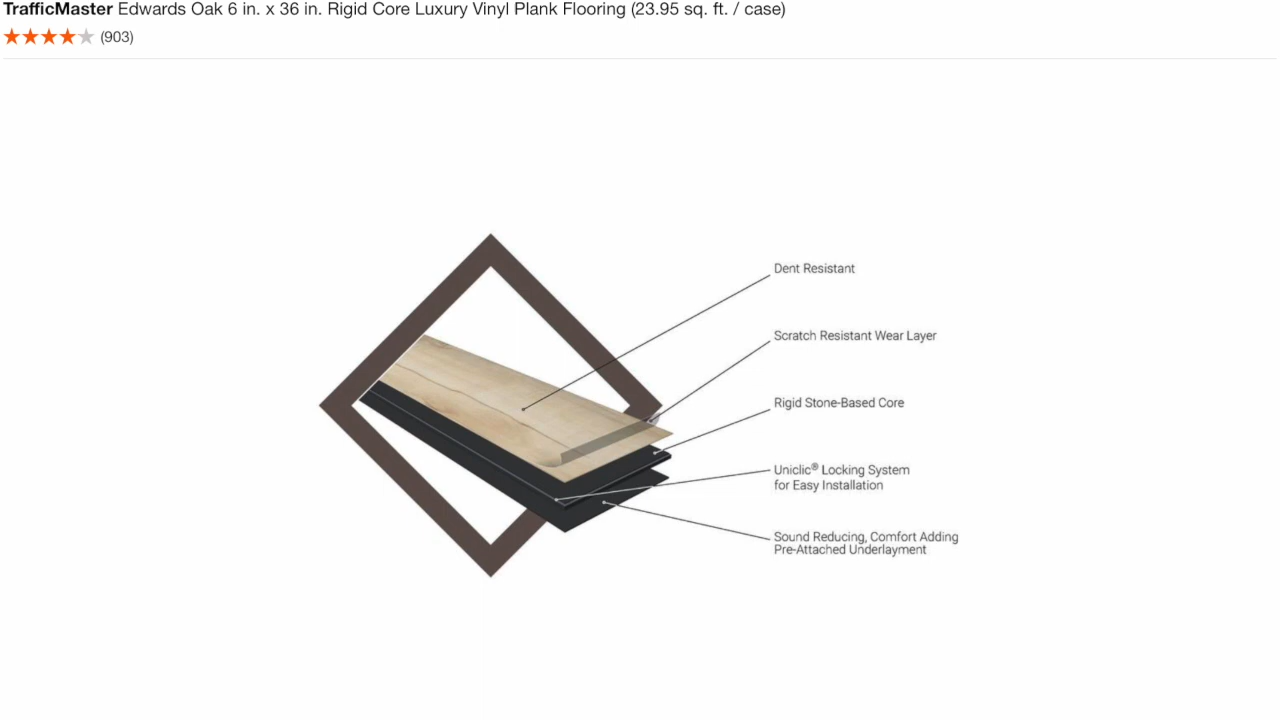 TrafficMaster Edwards Oak 6 in. x 36 in. Rigid Core Luxury Vinyl Plank Flooring (23.95 sq. ft. / case)
(903)
Dent Resistant
Scratch Resistant Wear Layer
Rigid Stone-Based Core
Uniclic® Locking System
for Easy Installation
Sound Reducing, Comfort Adding
Pre-Attached Underlayment